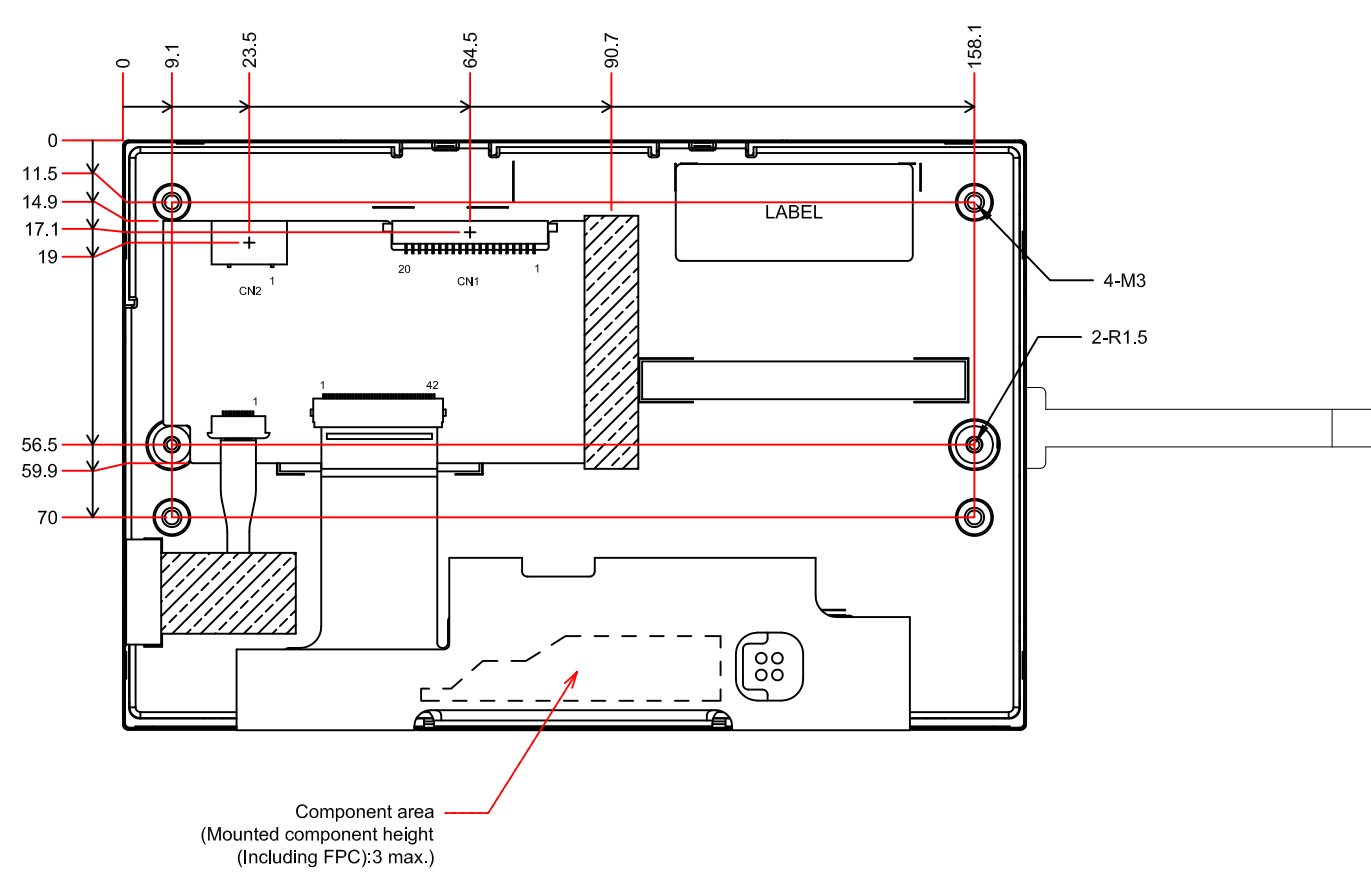 0
9.1
23.5
64.5
90.7
158.1
0
11.5
14.9
17.1
19
56.5
59.9
70
LABEL
4-M3
2-R1.5
20
1
CN1
1
CN2
1
42
1
Component area
(Mounted component height
(Including FPC):3 max.)